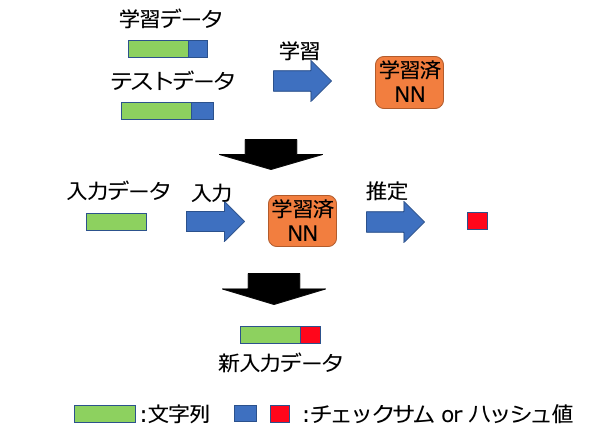 学習データ
学習
テストデータ
学習済
NN
入力データ
入力
学習済
NN
推定
新入力データ
:文字列
:チェックサム or ハッシュ値